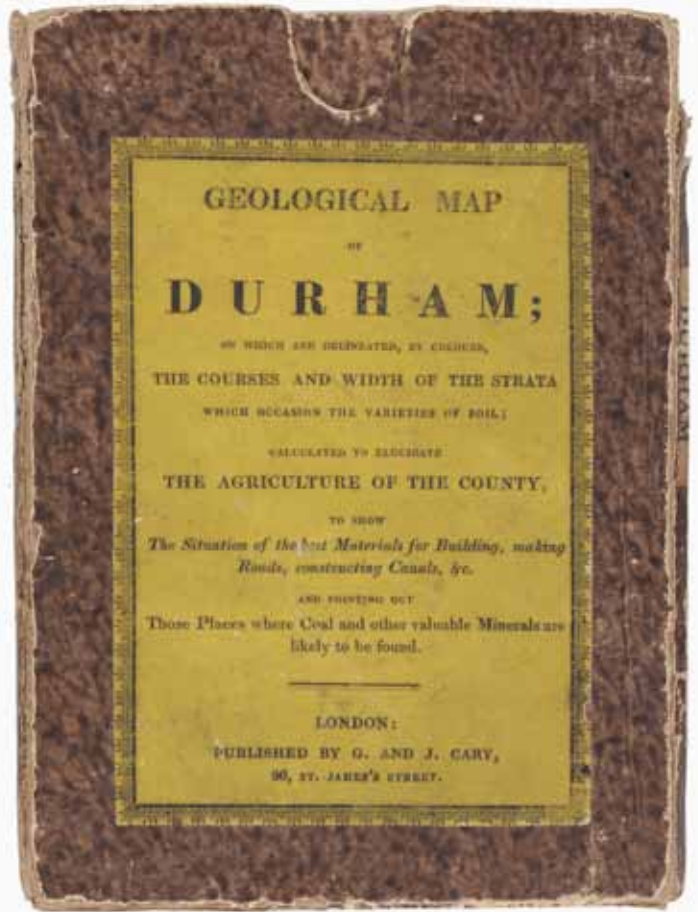 GEOLOGICAL MAP
OF
DURHAM;
ON WHICH ARE DELINEATED, BY COLOURS,
THE COURSES AND WIDTH OF THE STRATA
WHICH OCCASION THE VARIETIES OF SOIL;
CALCULATED TO ELUCIDATE
THE AGRICULTURE OF THE COUNTY,
TO SHOW
The Situation of the best Materials for Building, making
Roads, constructing Canals, &c.
AND POINTING OUT
Those Places where Coal and other valuable Minerals are
likely to be found.
LONDON:
PUBLISHED BY G. AND J. CARY,
86, ST. JAMES'S STREET.
DURHAM